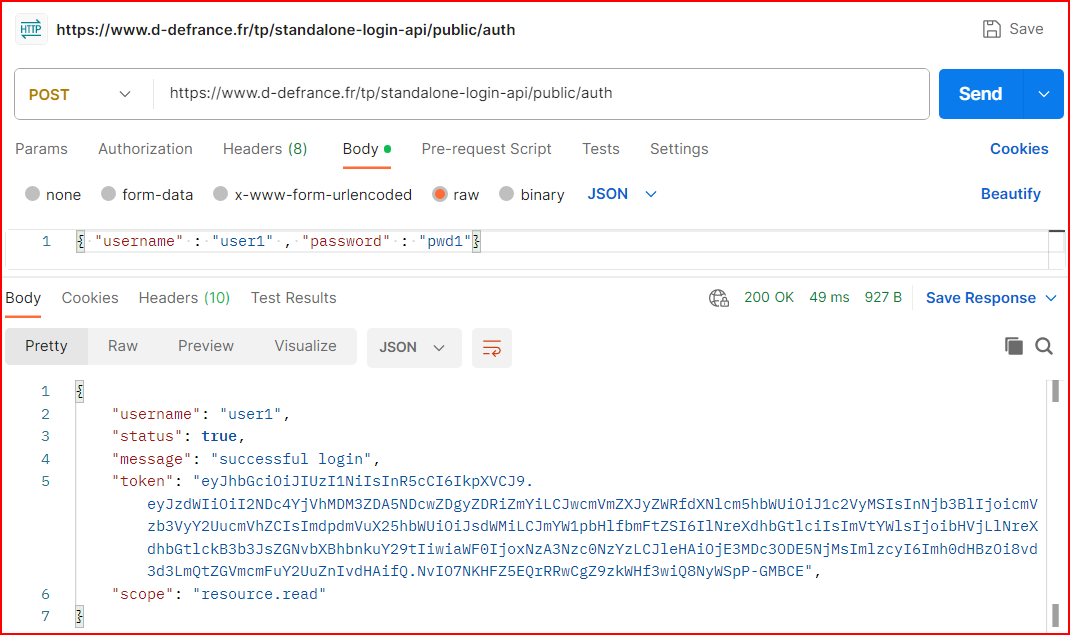 HTTP https://www.d-defrance.fr/tp/standalone-login-api/public/auth Save
POST https://www.d-defrance.fr/tp/standalone-login-api/public/auth Send
Params Authorization Headers (8) Body Pre-request Script Tests Settings Cookies
none form-data x-www-form-urlencoded raw binary JSON Beautify
1 { "username" : "user1" , "password" : "pwd1"}
Body Cookies Headers (10) Test Results 200 OK 49 ms 927 B Save Response
Pretty Raw Preview Visualize JSON
1 {
2 "username": "user1",
3 "status": true,
4 "message": "successful login",
5 "token": "eyJhbGciOiJIUzI1NiIsInR5cCI6IkpXVCJ9.
eyJzdWIiOiI2NDc4YjVhMDM3ZDA5NDcwZDgyZDRiZmYiLCJwcmVmZXJyZWRfdXNlcm5hbWUiOiJ1c2VyMSIsInNjb3BlIjoicmV
zb3VyY2UucmVhZCIsImdpdmVuX25hbWUiOiJsdWMiLCJmYW1pbHlfbmFtZSI6IlNreXdhbGtlciIsImVtYWlsIjoibHVjLlNreX
dhbGtlckB3b3JsZGNvbXBhbnkuY29tIiwiaWF0IjoxNzA3Nzc0NzYzLCJleHAiOjE3MDc3ODE5NjMsImlzcyI6Imh0dHBzOi8vd
3d3LmQtZGVmcmFuY2UuZnIvdHAifQ.NvIO7NKHFZ5EQrRRwCgZ9zkWHf3wiQ8NyWSpP-GMBCE",
6 "scope": "resource.read"
7 }